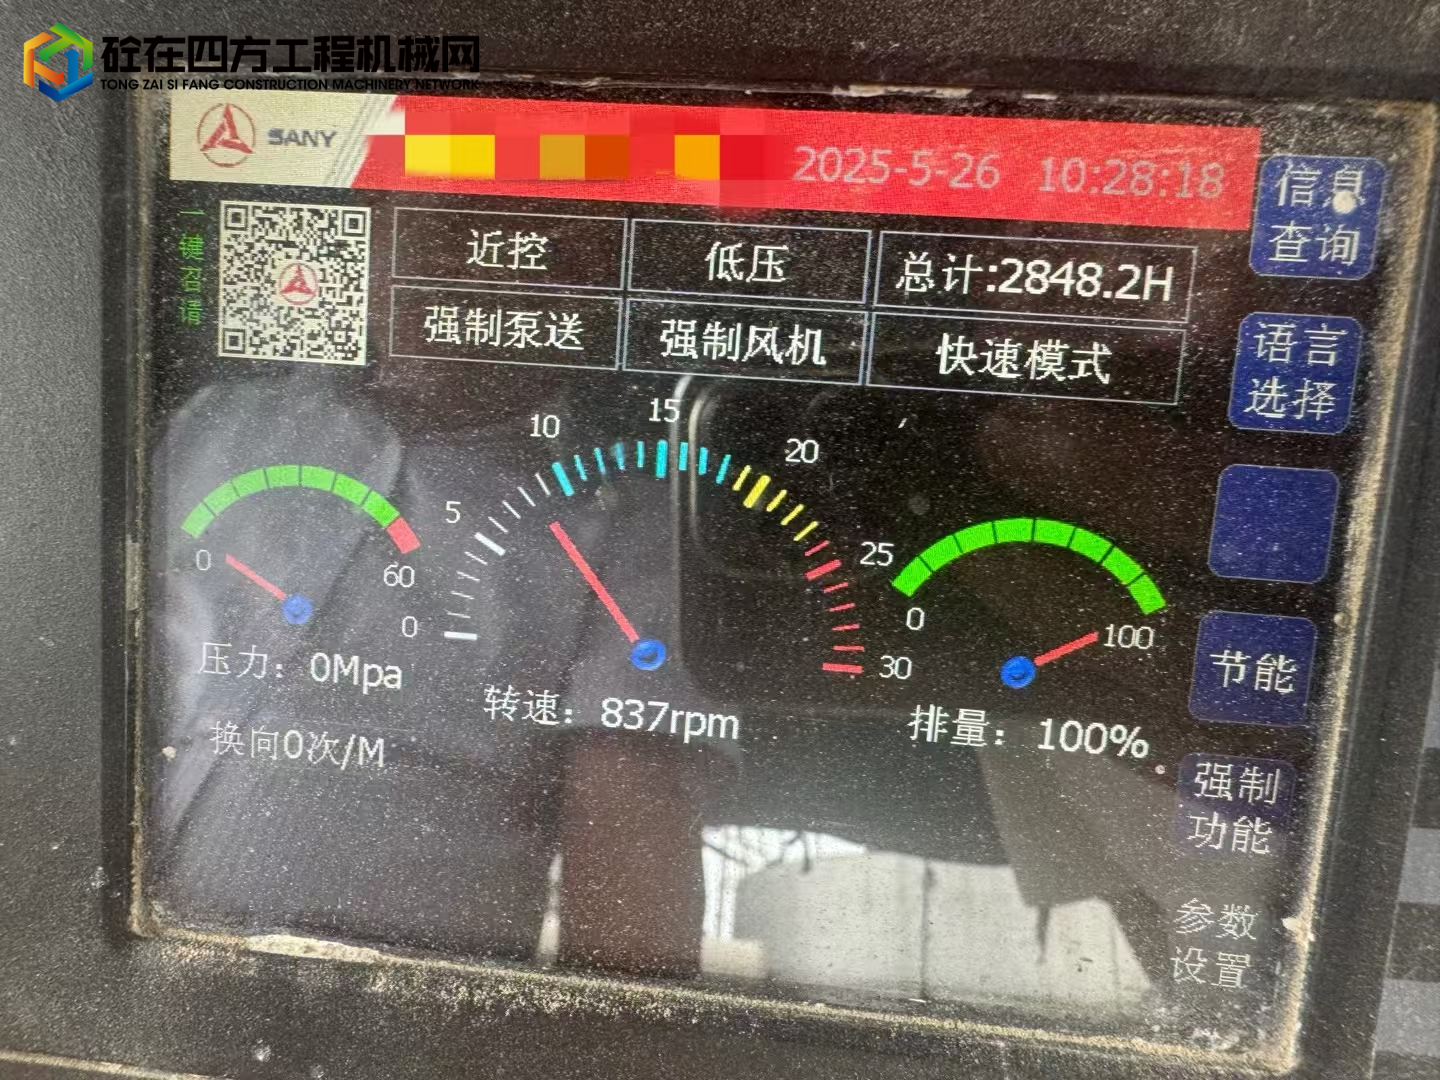 砼在四方工程机械网
TONG ZAI SI FANG CONSTRUCTION MACHINERY NETWORK
SANY
2025-5-26 10:28:18
信息
查询
一键召请
近控
低压
总计:2848.2H
强制泵送
强制风机
快速模式
语言
选择
0
60
0
5
10
15
20
25
30
0
100
压力: 0Mpa
转速: 837rpm
排量: 100%
换向0次/M
节能
强制
功能
参数
设置